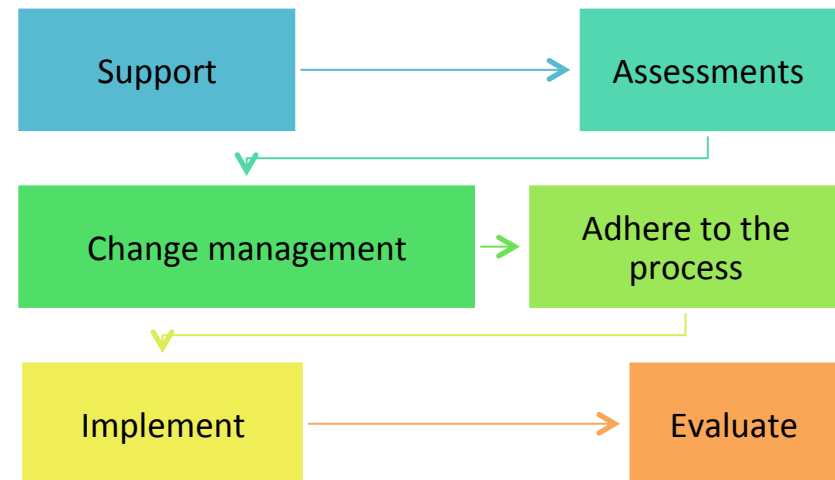 Support
Assessments
Change management
Adhere to the
process
Implement
Evaluate